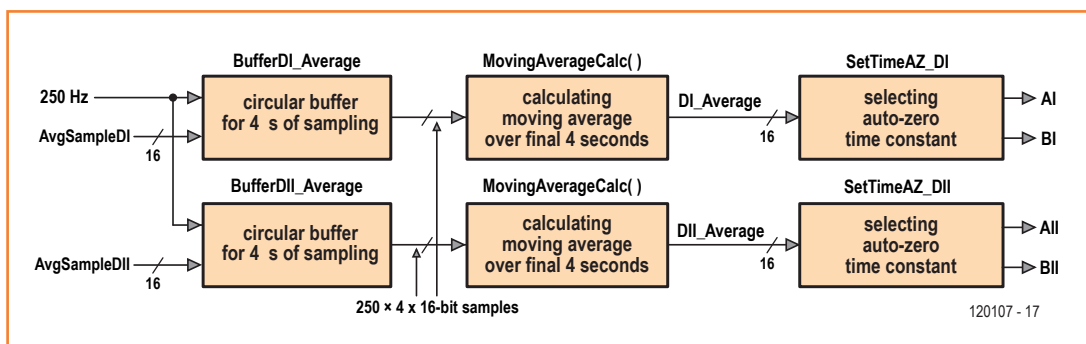 BufferDI_Average
MovingAverageCalc( )
SetTimeAZ_DI
250 Hz
AvgSampleDI
16
circular buffer
for 4 s of sampling
calculating
moving average
over final 4 seconds
DI_Average
16
selecting
auto-zero
time constant
AI
BI
BufferDII_Average
MovingAverageCalc( )
SetTimeAZ_DII
AvgSampleDII
16
circular buffer
for 4 s of sampling
calculating
moving average
over final 4 seconds
DII_Average
16
selecting
auto-zero
time constant
AII
BII
250 × 4 x 16-bit samples
120107 - 17